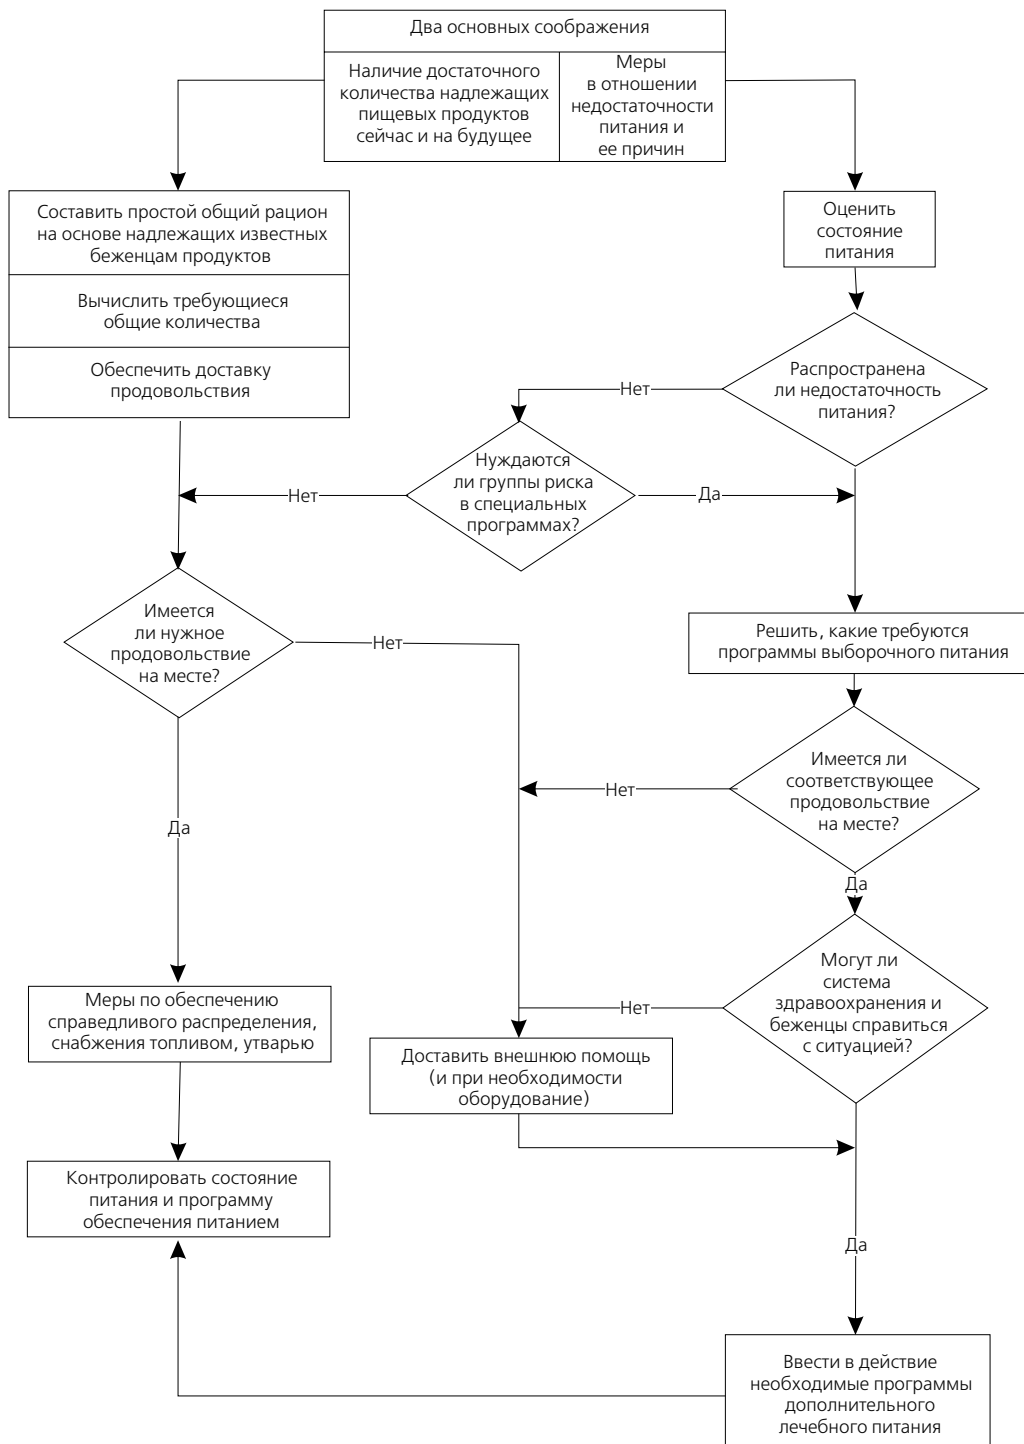 Два основных соображения
Наличие достаточного
количества надлежащих
пищевых продуктов
сейчас и на будущее
Меры
в отношении
недостаточности
питания и
ее причин
Составить простой общий рацион
на основе надлежащих известных
беженцам продуктов
Вычислить требующиеся
общие количества
Обеспечить доставку
продовольствия
Оценить
состояние
питания
Распространена
ли недостаточность
питания?
Нет
Нуждаются
ли группы риска
в специальных
программах?
Нет
Да
Имеется
ли нужное
продовольствие
на месте?
Нет
Решить, какие требуются
программы выборочного питания
Имеется ли
соответствующее
продовольствие
на месте?
Нет
Да
Да
Могут ли
система
здравоохранения и
беженцы справиться
с ситуацией?
Нет
Меры по обеспечению
справедливого распределения,
снабжения топливом, утварью
Доставить внешнюю помощь
(и при необходимости
оборудование)
Контролировать состояние
питания и программу
обеспечения питанием
Да
Ввести в действие
необходимые программы
дополнительного
лечебного питания